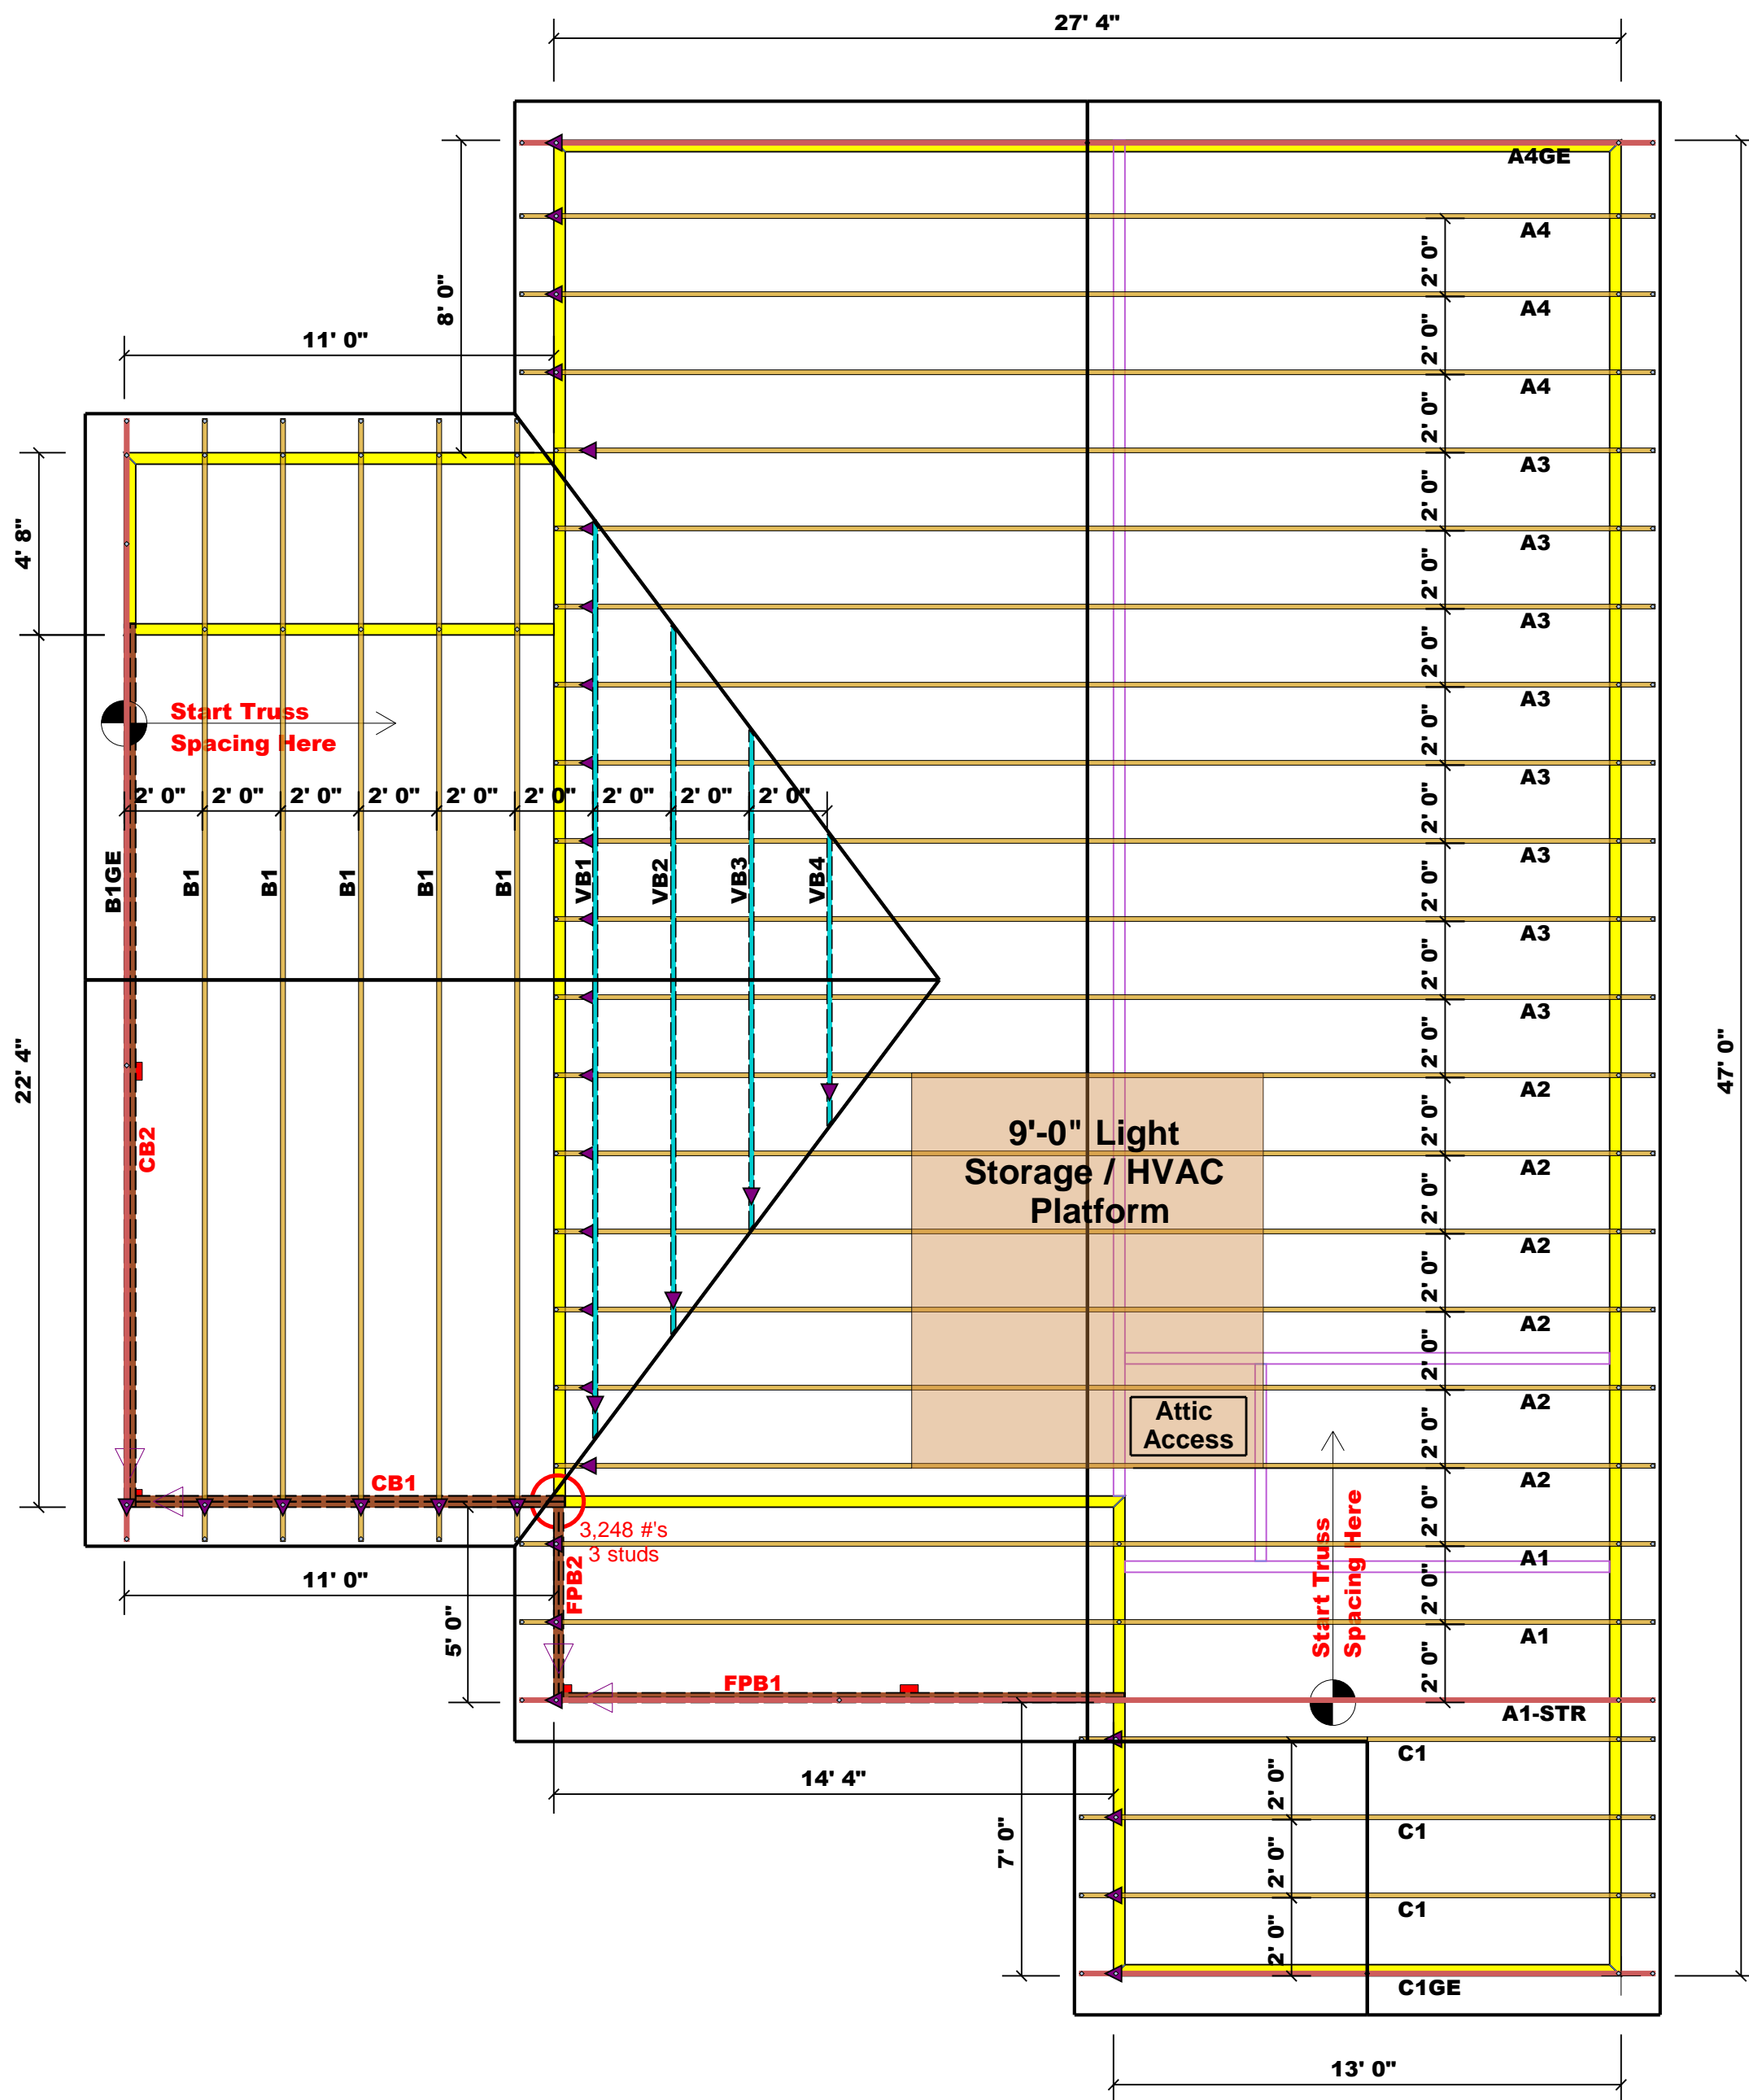 27' 4"
A4GE
A4
2' 0"
8' 0"
A4
2' 0"
11' 0"
A4
2' 0"
A3
2' 0"
4' 8"
A3
2' 0"
A3
2' 0"
Start Truss
Spacing Here
A3
2' 0"
2' 0" 2' 0" 2' 0" 2' 0" 2' 0" 2' 0" 2' 0" 2' 0" 2' 0"
A3
2' 0"
B1GE
B1
B1
B1
B1
B1
VB1
VB2
VB3
VB4
A3
2' 0"
A3
2' 0"
A3
2' 0"
22' 4"
47' 0"
A2
2' 0"
9'-0" Light
Storage / HVAC
Platform
CB2
A2
2' 0"
A2
2' 0"
A2
2' 0"
A2
2' 0"
Attic
Access
A2
2' 0"
CB1
3,248 #'s
3 studs
FPB2
Start Truss
Spacing Here
A1
2' 0"
11' 0"
5' 0"
A1
2' 0"
FPB1
A1-STR
C1
14' 4"
2' 0"
7' 0"
C1
2' 0"
C1
2' 0"
C1GE
13' 0"